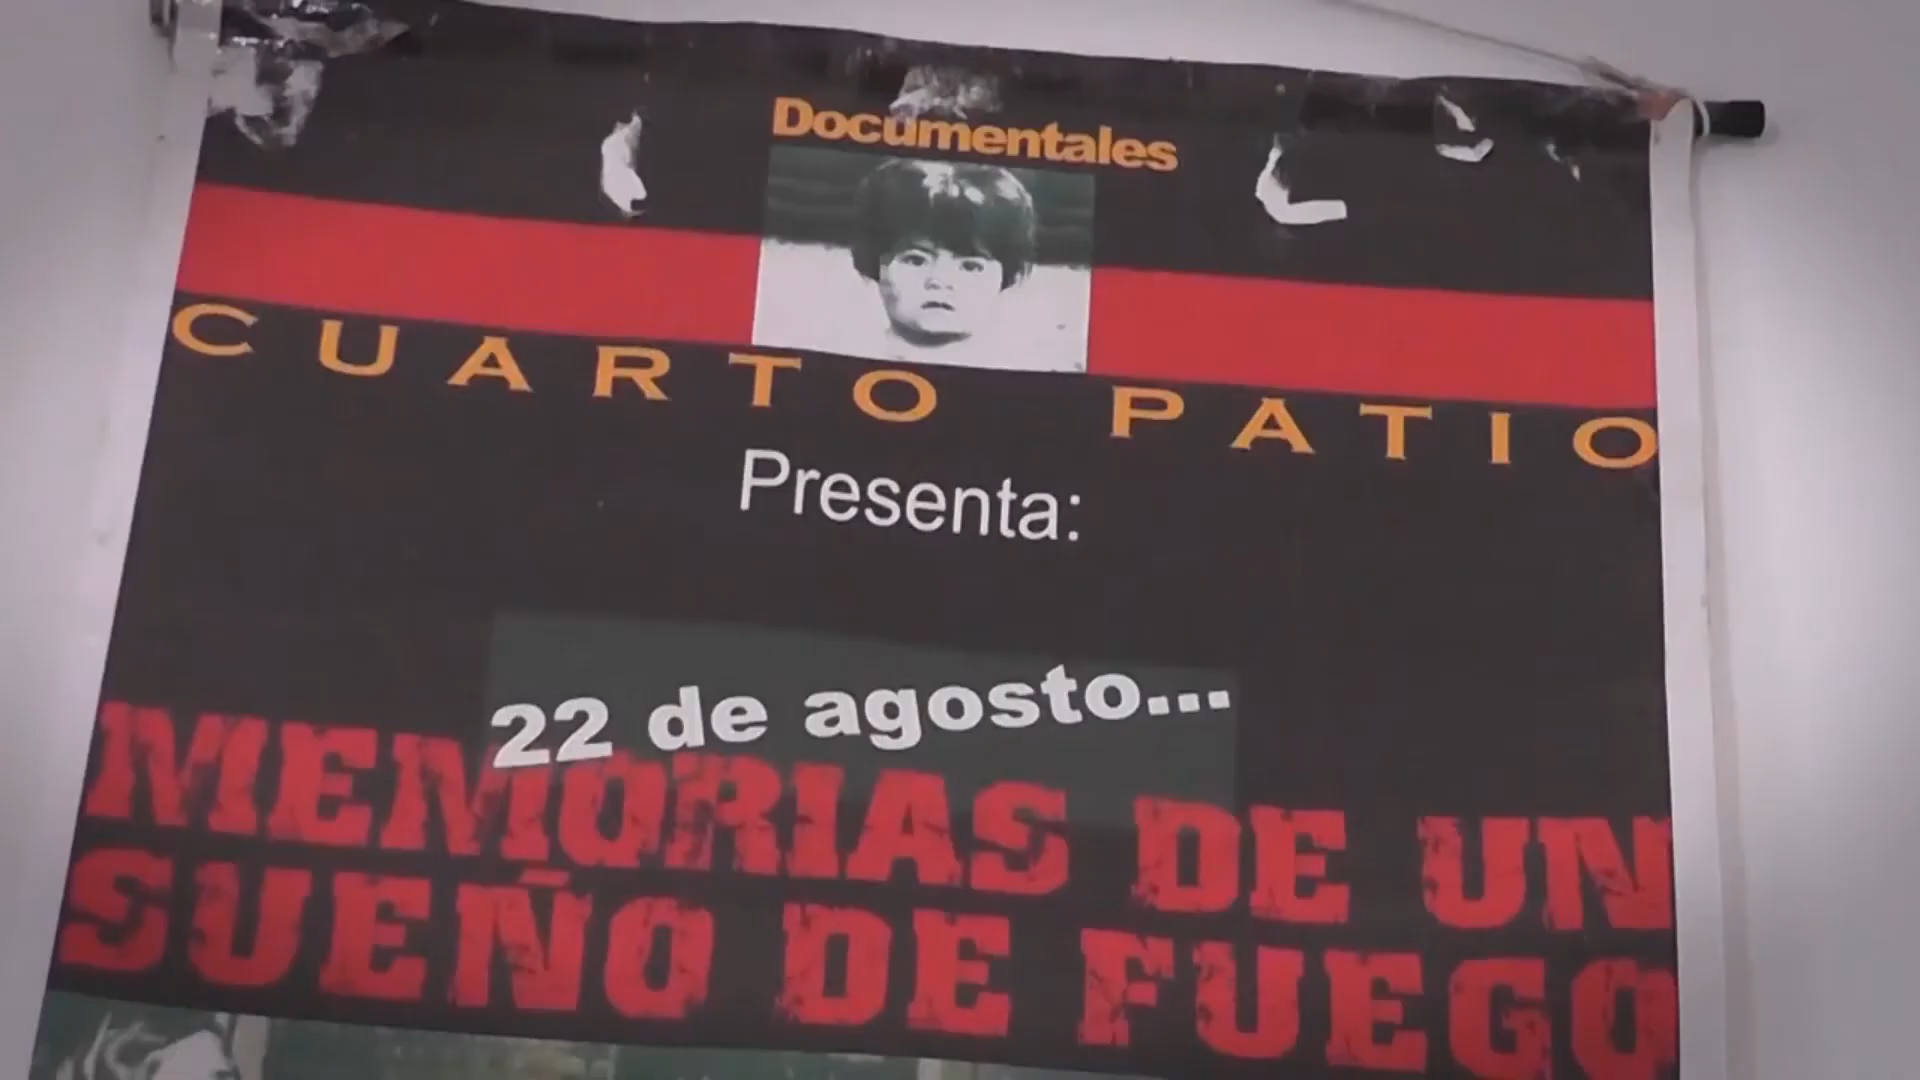 Documentales
CUARTO PATIO
Presenta:
22 de agosto...
MEMORIAS DE UN
SUEÑO DE FUEGO